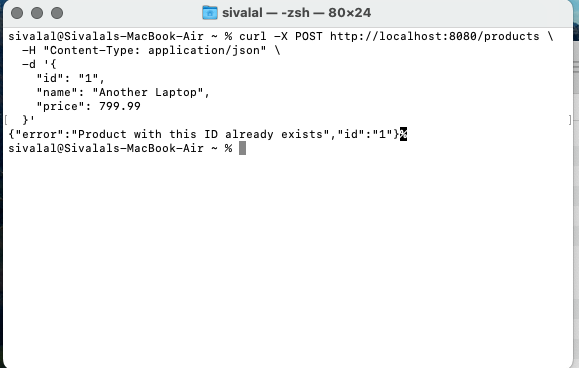 sivalal — -zsh — 80×24
sivalal@Sivalals-MacBook-Air ~ % curl -X POST http://localhost:8080/products \
  -H "Content-Type: application/json" \
  -d '{
    "id": "1",
    "name": "Another Laptop",
    "price": 799.99
[  }' ]
{"error":"Product with this ID already exists","id":"1"}%
sivalal@Sivalals-MacBook-Air ~ %